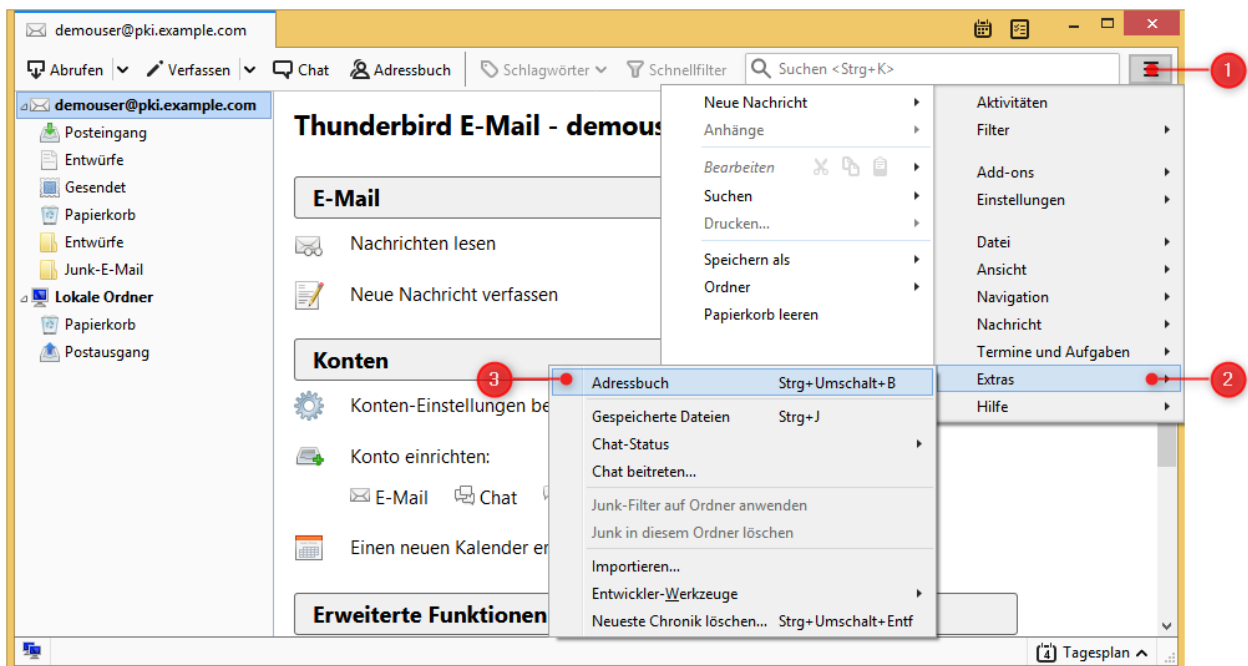 demouser@pki.example.com
Abrufen Verfassen Chat Adressbuch Schlagwörter Schnellfilter Suchen <Strg+K>
1
demouser@pki.example.com
Posteingang
Entwürfe
Gesendet
Papierkorb
Entwürfe
Junk-E-Mail
Lokale Ordner
Papierkorb
Postausgang
Thunderbird E-Mail - demous
E-Mail
Nachrichten lesen
Neue Nachricht verfassen
Konten
Konten-Einstellungen be
Konto einrichten:
E-Mail Chat
Einen neuen Kalender er
Erweiterte Funktionen
Neue Nachricht
Anhänge
Bearbeiten
Suchen
Drucken...
Speichern als
Ordner
Papierkorb leeren
Aktivitäten
Filter
Add-ons
Einstellungen
Datei
Ansicht
Navigation
Nachricht
Termine und Aufgaben
Extras
2
Hilfe
3
Adressbuch Strg+Umschalt+B
Gespeicherte Dateien Strg+J
Chat-Status
Chat beitreten...
Junk-Filter auf Ordner anwenden
Junk in diesem Ordner löschen
Importieren...
Entwickler-Werkzeuge
Neueste Chronik löschen... Strg+Umschalt+Entf
4 Tagesplan